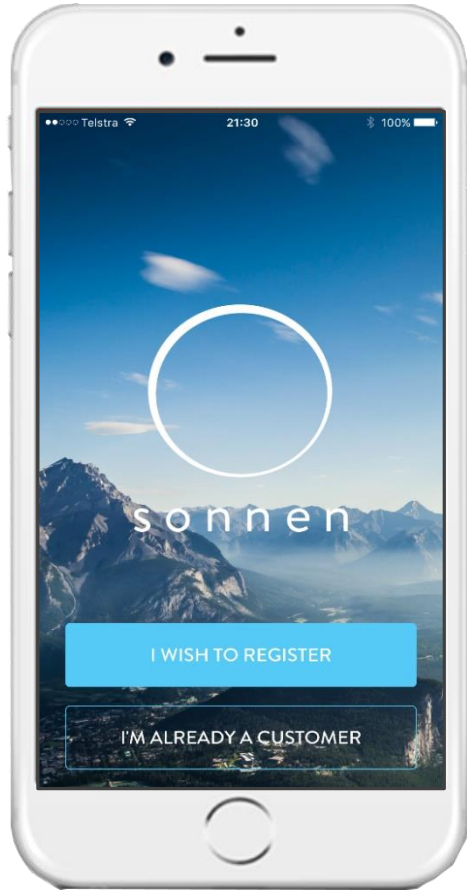 Telstra 21:30 100%
sonnen
I WISH TO REGISTER
I'M ALREADY A CUSTOMER